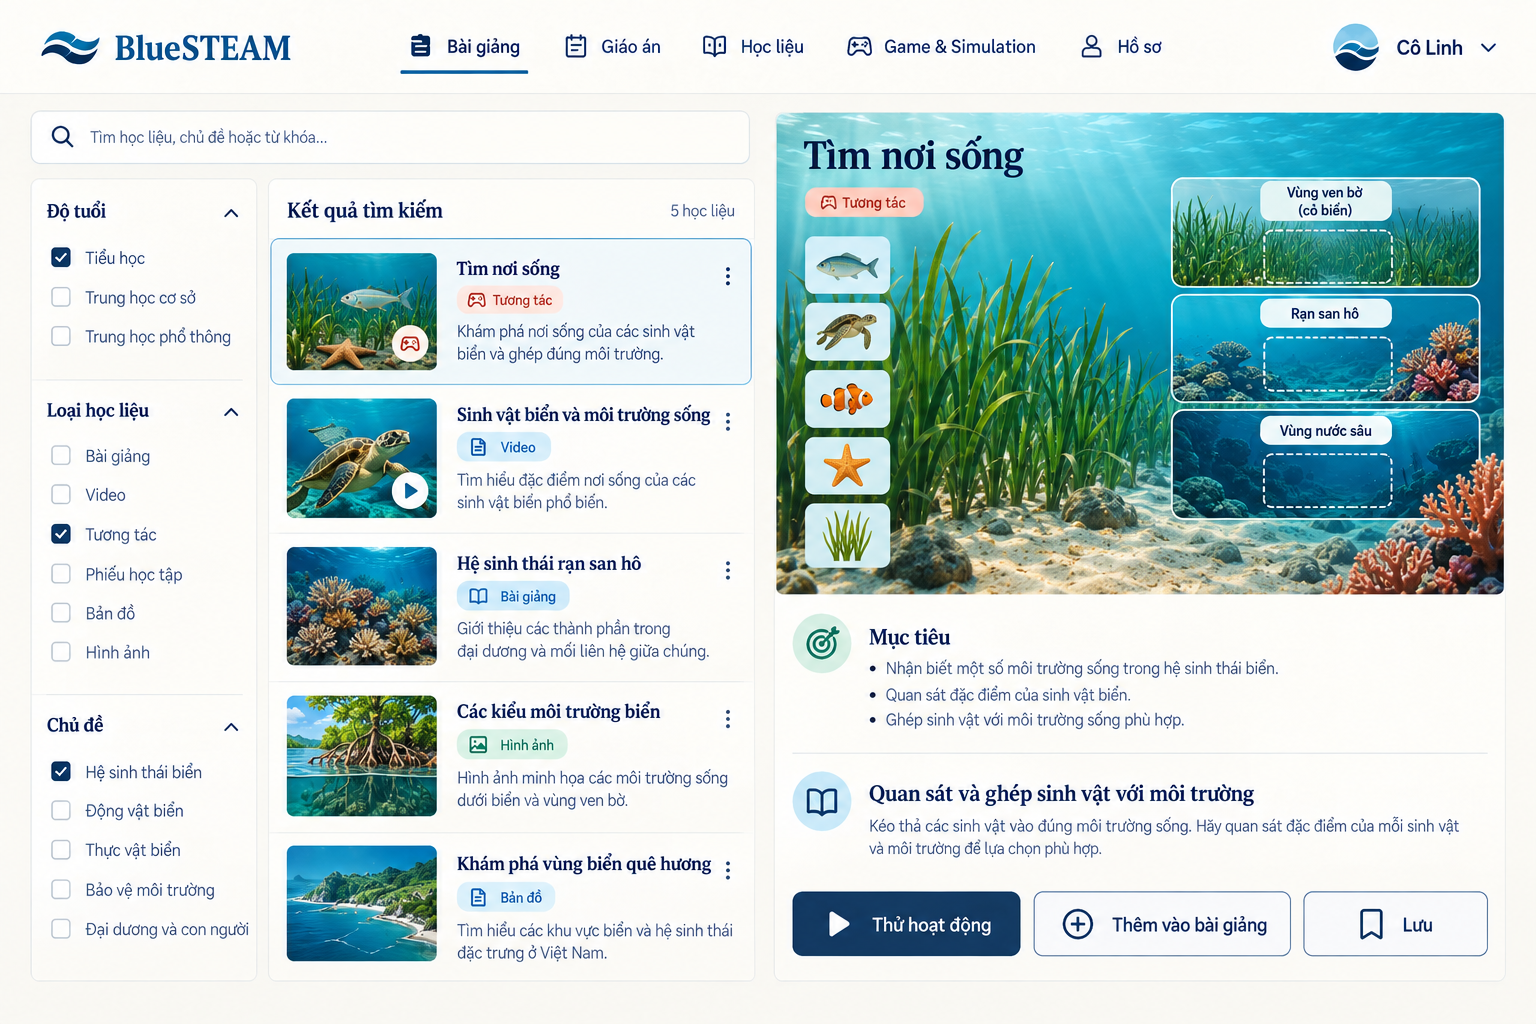 BlueSTEAM
Bài giảng
Giáo án
Học liệu
Game & Simulation
Hồ sơ
Cô Linh
Tìm học liệu, chủ đề hoặc từ khóa...
Độ tuổi
Tiểu học
Trung học cơ sở
Trung học phổ thông
Loại học liệu
Bài giảng
Video
Tương tác
Phiếu học tập
Bản đồ
Hình ảnh
Chủ đề
Hệ sinh thái biển
Động vật biển
Thực vật biển
Bảo vệ môi trường
Đại dương và con người
Kết quả tìm kiếm
5 học liệu
Tìm nơi sống
Tương tác
Khám phá nơi sống của các sinh vật
biển và ghép đúng môi trường.
Sinh vật biển và môi trường sống
Video
Tìm hiểu đặc điểm nơi sống của các
sinh vật biển phổ biến.
Hệ sinh thái rạn san hô
Bài giảng
Giới thiệu các thành phần trong
đại dương và mối liên hệ giữa chúng.
Các kiểu môi trường biển
Hình ảnh
Hình ảnh minh họa các môi trường sống
dưới biển và vùng ven bờ.
Khám phá vùng biển quê hương
Bản đồ
Tìm hiểu các khu vực biển và hệ sinh thái
đặc trưng ở Việt Nam.
Tìm nơi sống
Tương tác
Vùng ven bờ
(cỏ biển)
Rạn san hô
Vùng nước sâu
Mục tiêu
• Nhận biết một số môi trường sống trong hệ sinh thái biển.
• Quan sát đặc điểm của sinh vật biển.
• Ghép sinh vật với môi trường sống phù hợp.
Quan sát và ghép sinh vật với môi trường
Kéo thả các sinh vật vào đúng môi trường sống. Hãy quan sát đặc điểm của mỗi sinh vật
và môi trường để lựa chọn phù hợp.
Thử hoạt động
Thêm vào bài giảng
Lưu